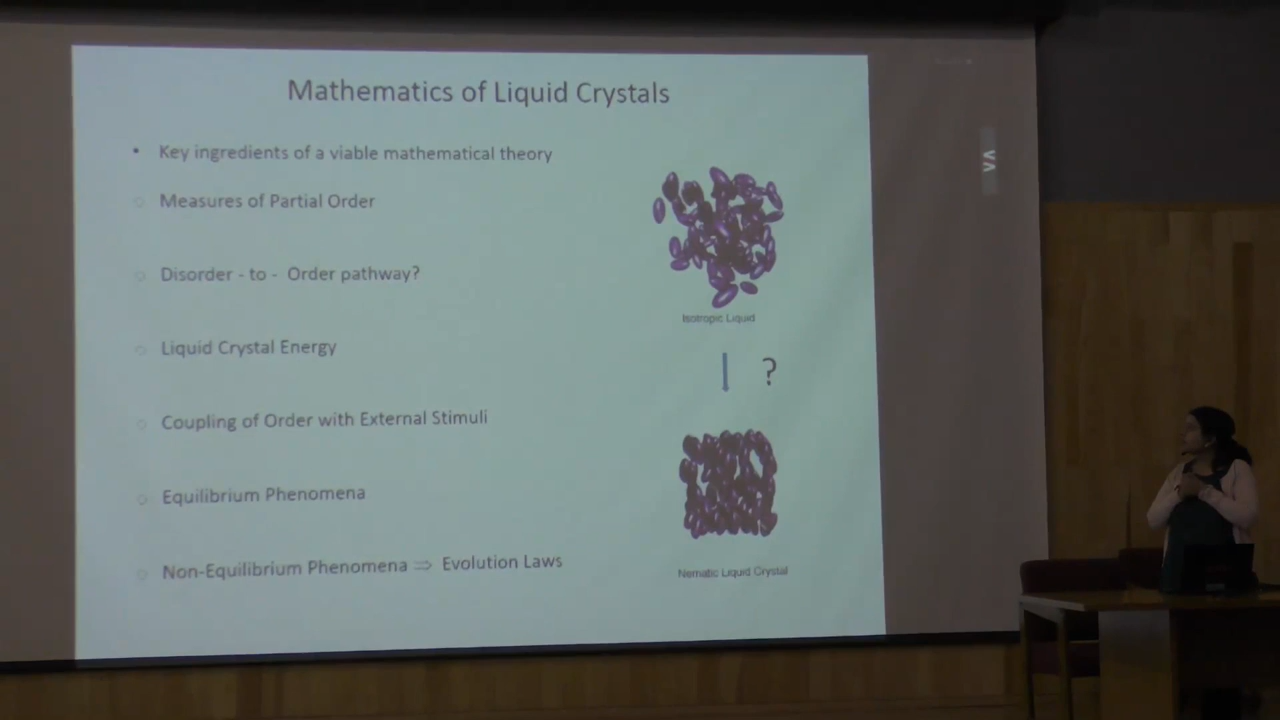 Mathematics of Liquid Crystals
• Key ingredients of a viable mathematical theory
○ Measures of Partial Order
○ Disorder - to - Order pathway?
○ Liquid Crystal Energy
○ Coupling of Order with External Stimuli
○ Equilibrium Phenomena
○ Non-Equilibrium Phenomena ⇒ Evolution Laws
Isotropic Liquid
?
Nematic Liquid Crystal